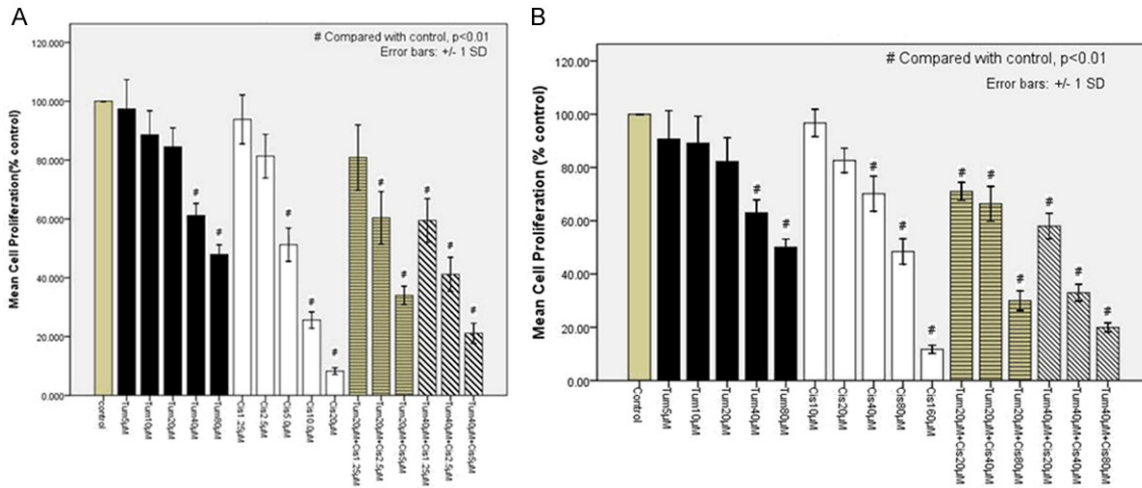 A
# Compared with control, p<0.01
Error bars: +/- 1 SD
Mean Cell Proliferation(% control)
120.000
100.000
80.000
60.000
40.000
20.000
0.000
# # # # # # # # # # #
control
Tum5µM
Tum10µM
Tum20µM
Tum40µM
Tum80µM
Cis1.25µM
Cis2.5µM
Cis5.0µM
Cis10.0µM
Cis20µM
Tum20µM+Cis1.25µM
Tum20µM+Cis2.5µM
Tum20µM+Cis5µM
Tum40µM+Cis1.25µM
Tum40µM+Cis2.5µM
Tum40µM+Cis5µM
B
# Compared with control, p<0.01
Error bars: +/- 1 SD
Mean Cell Proliferation (% control)
120.00
100.00
80.00
60.00
40.00
20.00
0.00
# # # # # # # # # # #
Control
Tum5µM
Tum10µM
Tum20µM
Tum40µM
Tum80µM
Cis10µM
Cis20µM
Cis40µM
Cis80µM
Cis160µM
Tum20µM+Cis20µM
Tum20µM+Cis40µM
Tum20µM+Cis80µM
Tum40µM+Cis20µM
Tum40µM+Cis40µM
Tum40µM+Cis80µM